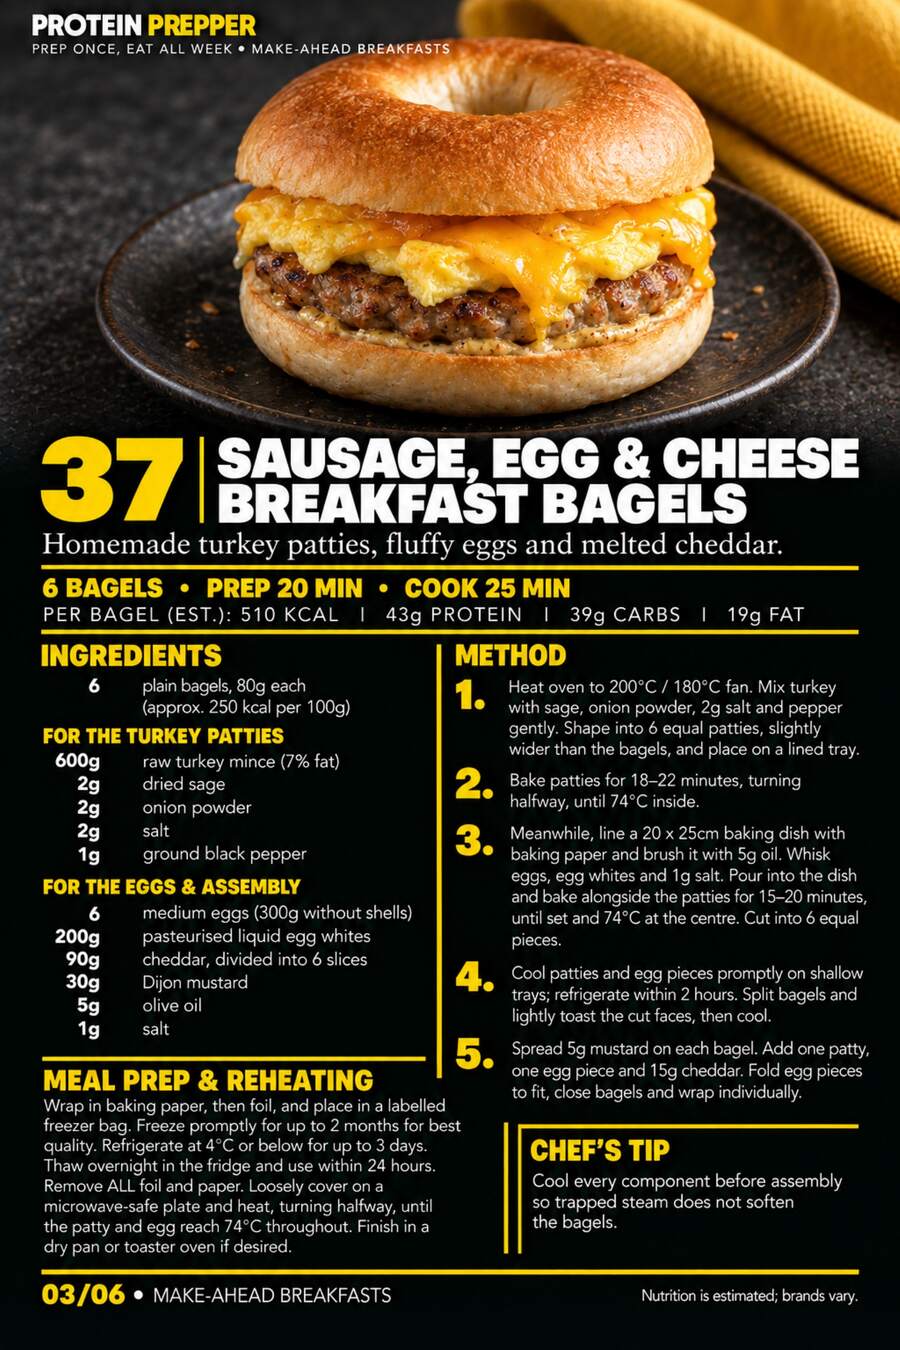 PROTEIN PREPPER
PREP ONCE, EAT ALL WEEK • MAKE-AHEAD BREAKFASTS
37
SAUSAGE, EGG & CHEESE
BREAKFAST BAGELS
Homemade turkey patties, fluffy eggs and melted cheddar.
6 BAGELS • PREP 20 MIN • COOK 25 MIN
PER BAGEL (EST.): 510 KCAL | 43g PROTEIN | 39g CARBS | 19g FAT
INGREDIENTS
6 plain bagels, 80g each
(approx. 250 kcal per 100g)
FOR THE TURKEY PATTIES
600g raw turkey mince (7% fat)
2g dried sage
2g onion powder
2g salt
1g ground black pepper
FOR THE EGGS & ASSEMBLY
6 medium eggs (300g without shells)
200g pasteurised liquid egg whites
90g cheddar, divided into 6 slices
30g Dijon mustard
5g olive oil
1g salt
MEAL PREP & REHEATING
Wrap in baking paper, then foil, and place in a labelled
freezer bag. Freeze promptly for up to 2 months for best
quality. Refrigerate at 4°C or below for up to 3 days.
Thaw overnight in the fridge and use within 24 hours.
Remove ALL foil and paper. Loosely cover on a
microwave-safe plate and heat, turning halfway, until
the patty and egg reach 74°C throughout. Finish in a
dry pan or toaster oven if desired.
METHOD
1. Heat oven to 200°C / 180°C fan. Mix turkey
with sage, onion powder, 2g salt and pepper
gently. Shape into 6 equal patties, slightly
wider than the bagels, and place on a lined tray.
2. Bake patties for 18–22 minutes, turning
halfway, until 74°C inside.
3. Meanwhile, line a 20 x 25cm baking dish with
baking paper and brush it with 5g oil. Whisk
eggs, egg whites and 1g salt. Pour into the dish
and bake alongside the patties for 15–20 minutes,
until set and 74°C at the centre. Cut into 6 equal
pieces.
4. Cool patties and egg pieces promptly on shallow
trays; refrigerate within 2 hours. Split bagels and
lightly toast the cut faces, then cool.
5. Spread 5g mustard on each bagel. Add one patty,
one egg piece and 15g cheddar. Fold egg pieces
to fit, close bagels and wrap individually.
CHEF'S TIP
Cool every component before assembly
so trapped steam does not soften
the bagels.
03/06 • MAKE-AHEAD BREAKFASTS
Nutrition is estimated; brands vary.